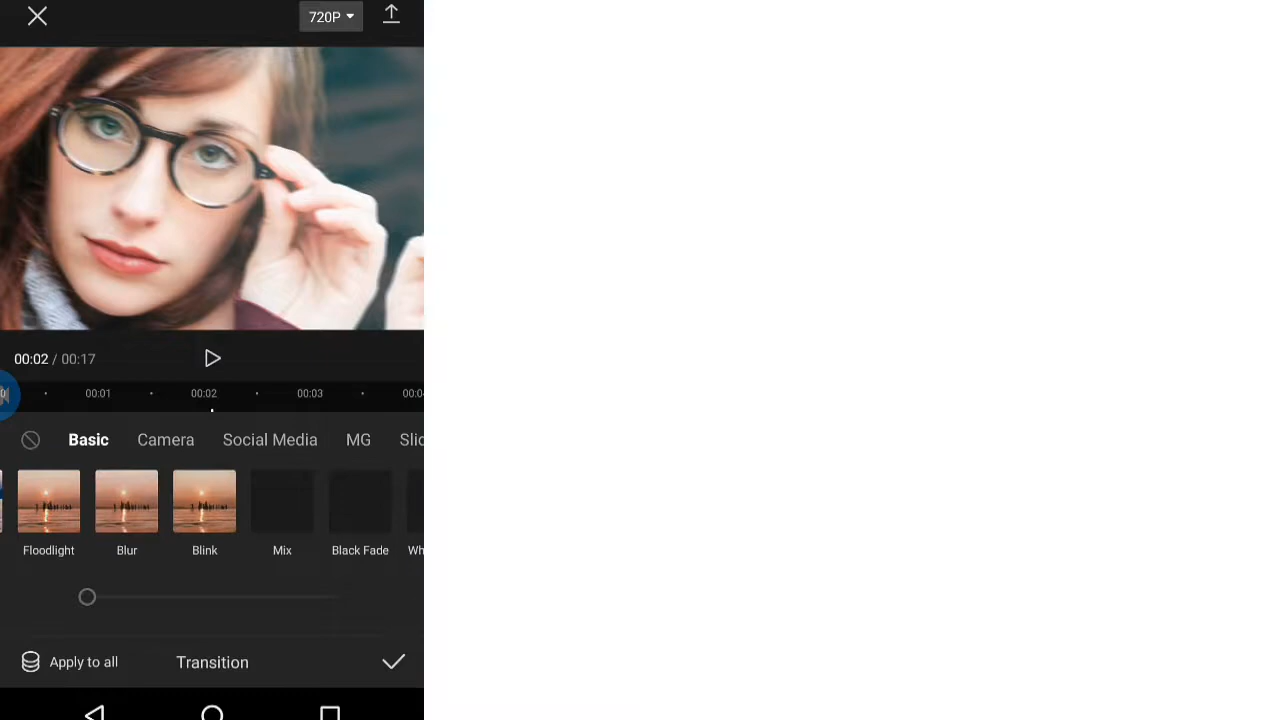 720P
00:02 / 00:17
00:01 00:02 00:03
Basic Camera Social Media MG
Floodlight Blur Blink Mix Black Fade
Apply to all Transition